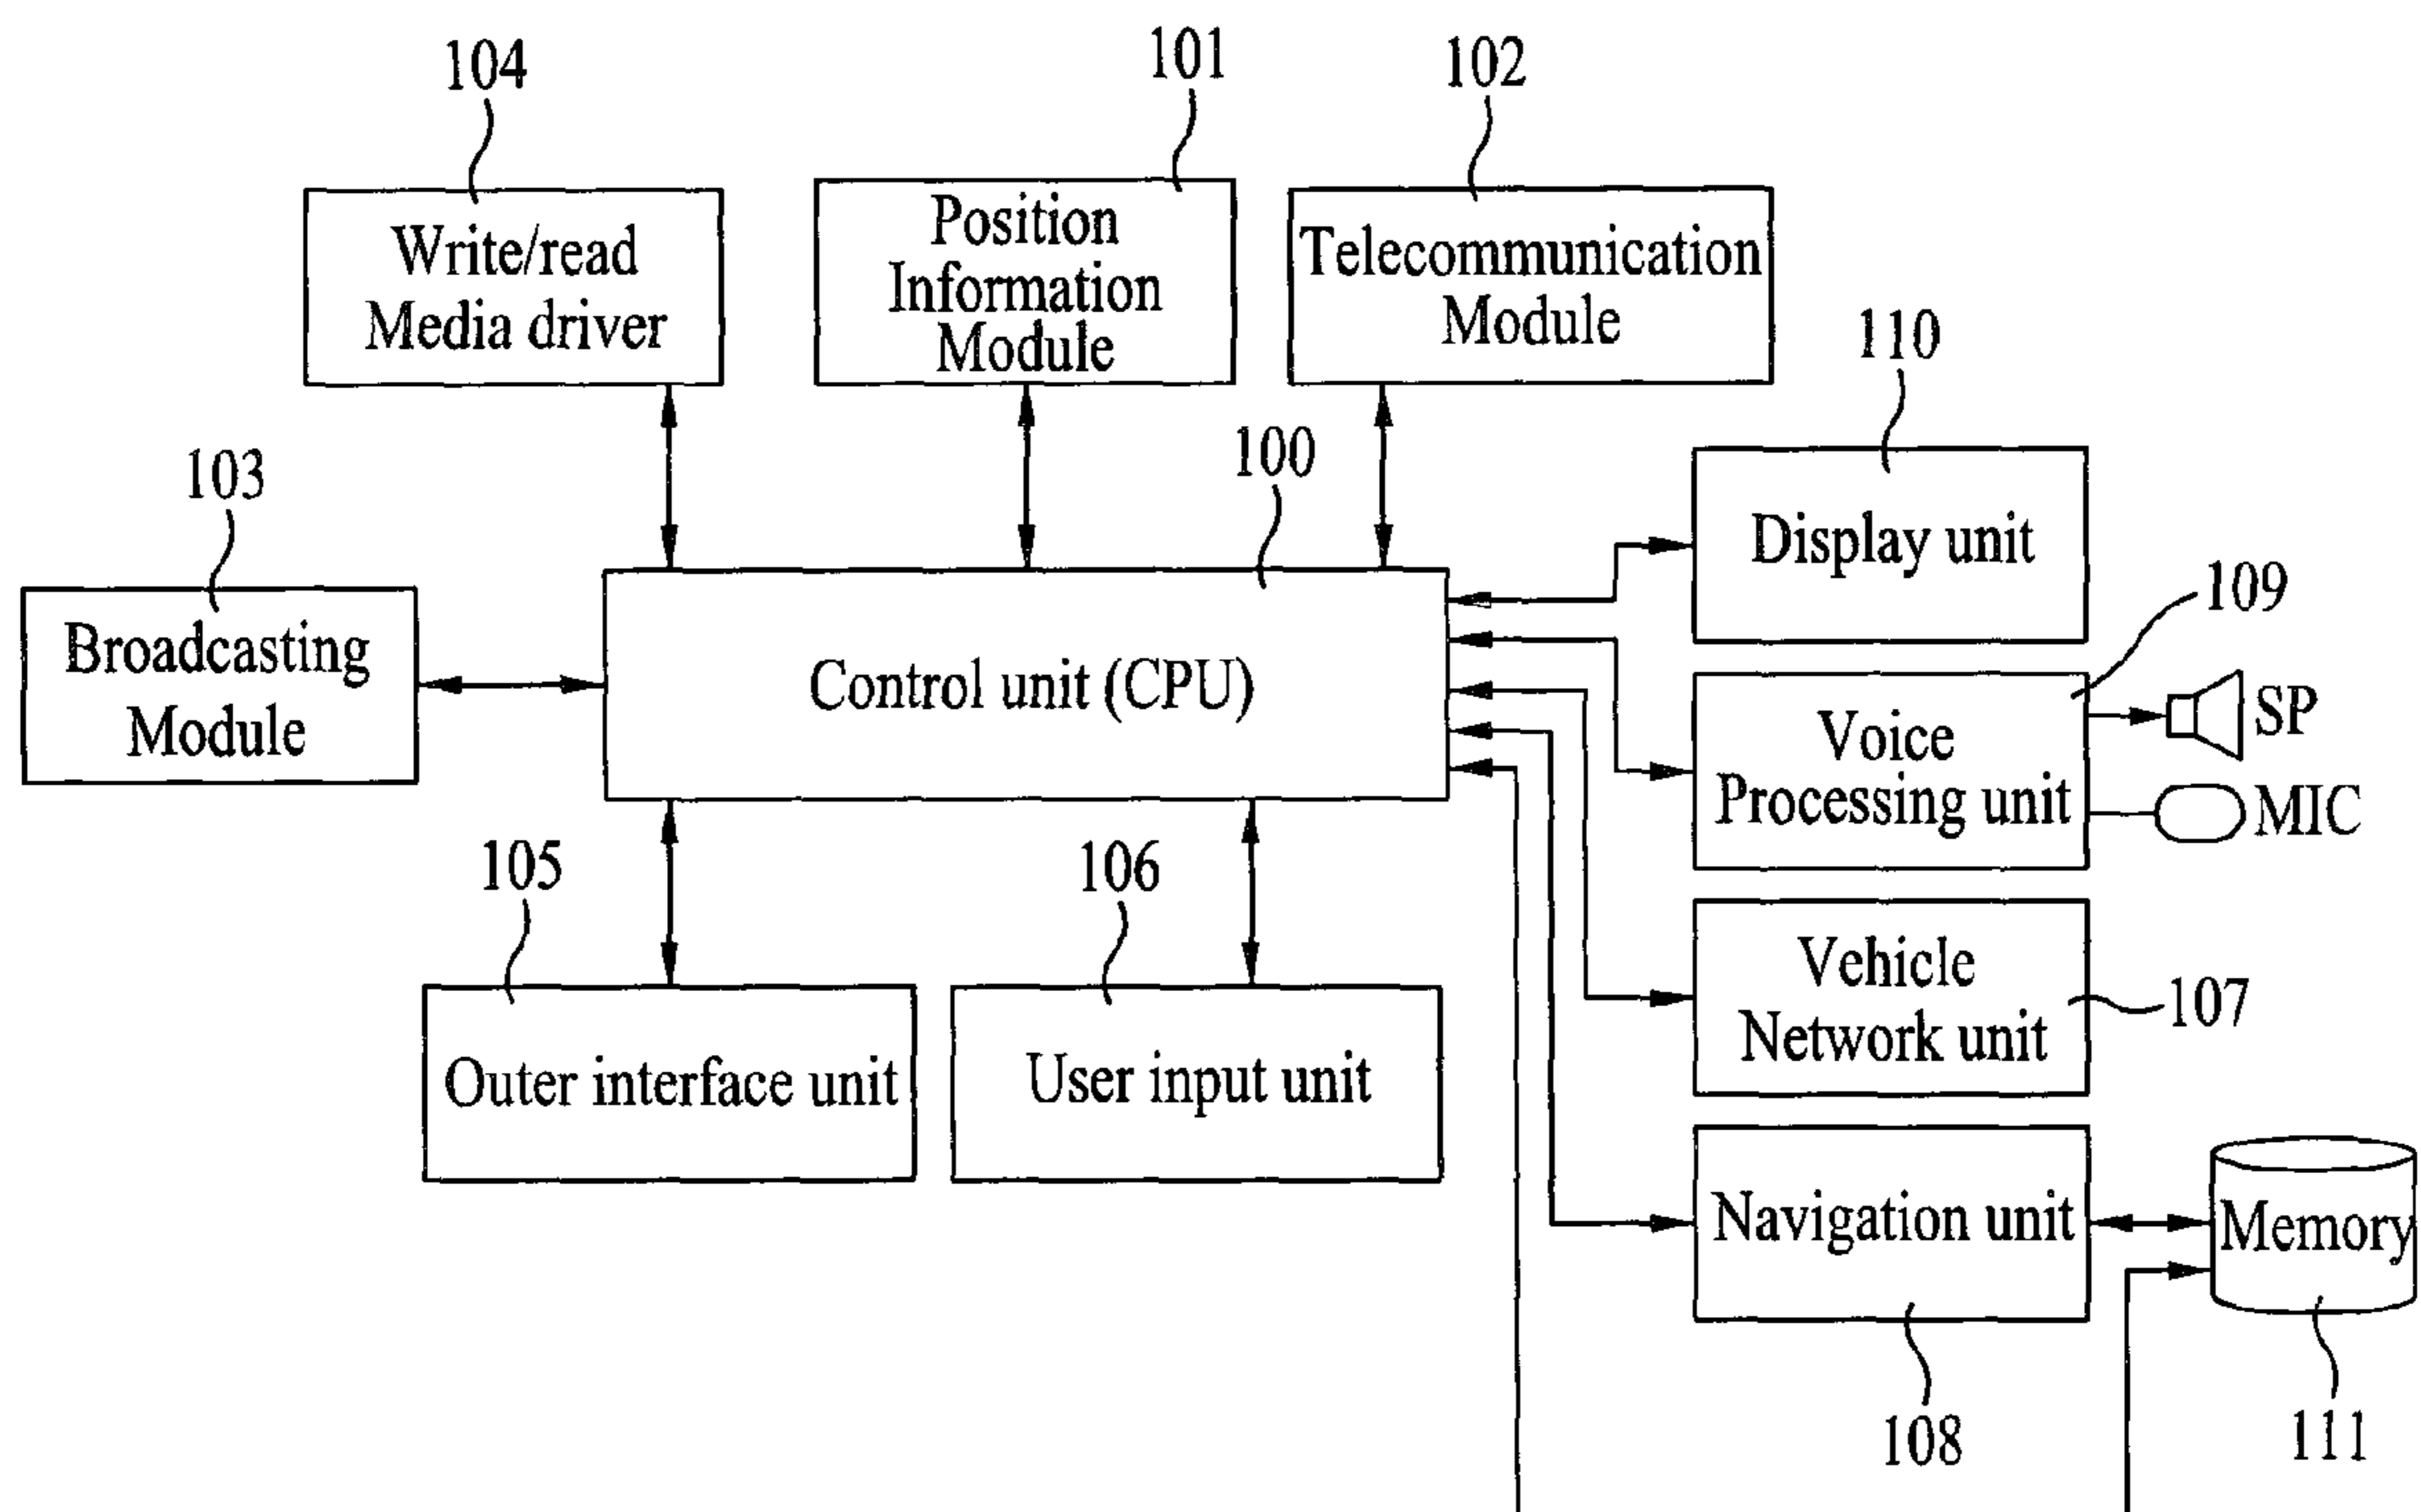 104
101
102
Write/read
Media driver
Position
Information
Module
Telecommunication
Module
110
103
100
Display unit
109
Broadcasting
Module
Control unit (CPU)
Voice
Processing unit
SP
MIC
105
106
Vehicle
Network unit
107
Outer interface unit
User input unit
Navigation unit
Memory
108
111